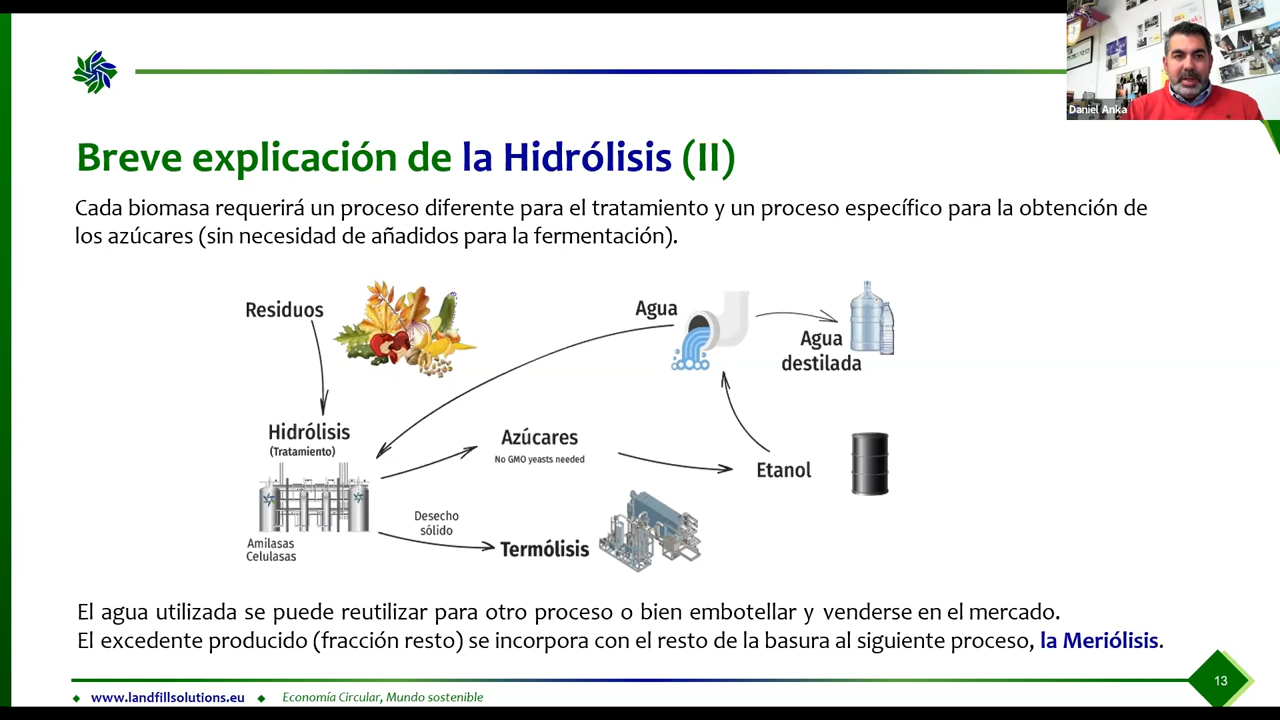 Daniel Anka
Breve explicación de la Hidrólisis (II)
Cada biomasa requerirá un proceso diferente para el tratamiento y un proceso específico para la obtención de
los azúcares (sin necesidad de añadidos para la fermentación).
Residuos
Agua
Agua
destilada
Hidrólisis
(Tratamiento)
Azúcares
No GMO yeasts needed
Etanol
Desecho
sólido
Termólisis
Amilasas
Celulasas
El agua utilizada se puede reutilizar para otro proceso o bien embotellar y venderse en el mercado.
El excedente producido (fracción resto) se incorpora con el resto de la basura al siguiente proceso, la Meriólisis.
13
www.landfillsolutions.eu
Economía Circular, Mundo sostenible